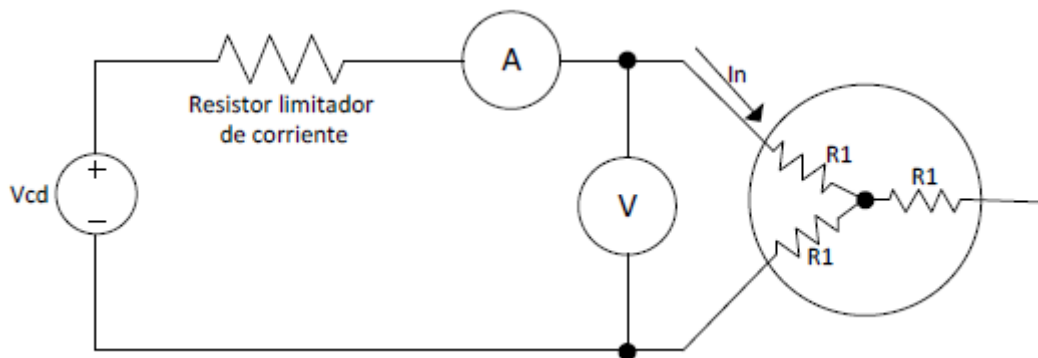 A
In
Resistor limitador
de corriente
R1
R1
+
Vcd
V
−
R1